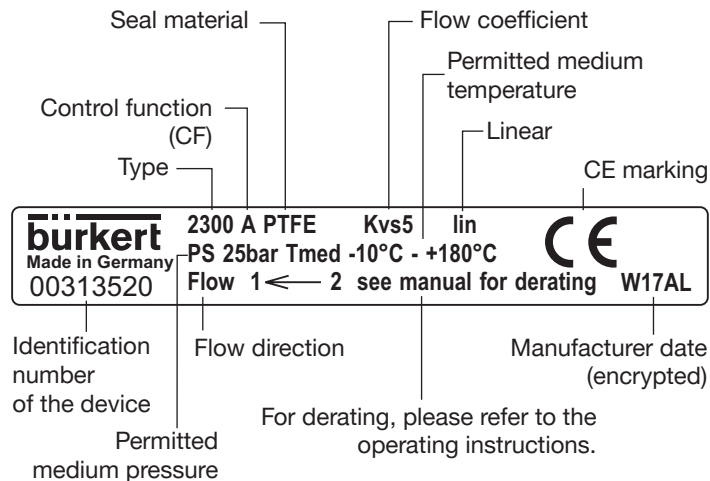 Seal material
Flow coefficient
Permitted medium
temperature
Control function
(CF)
Linear
Type
CE marking
bürkert
Made in Germany
00313520
2300 A PTFE Kvs5 lin
PS 25bar Tmed -10°C - +180°C
Flow 1 ← 2 see manual for derating W17AL
CE
Identification
number
of the device
Flow direction
Manufacturer date
(encrypted)
For derating, please refer to the
operating instructions.
Permitted
medium pressure